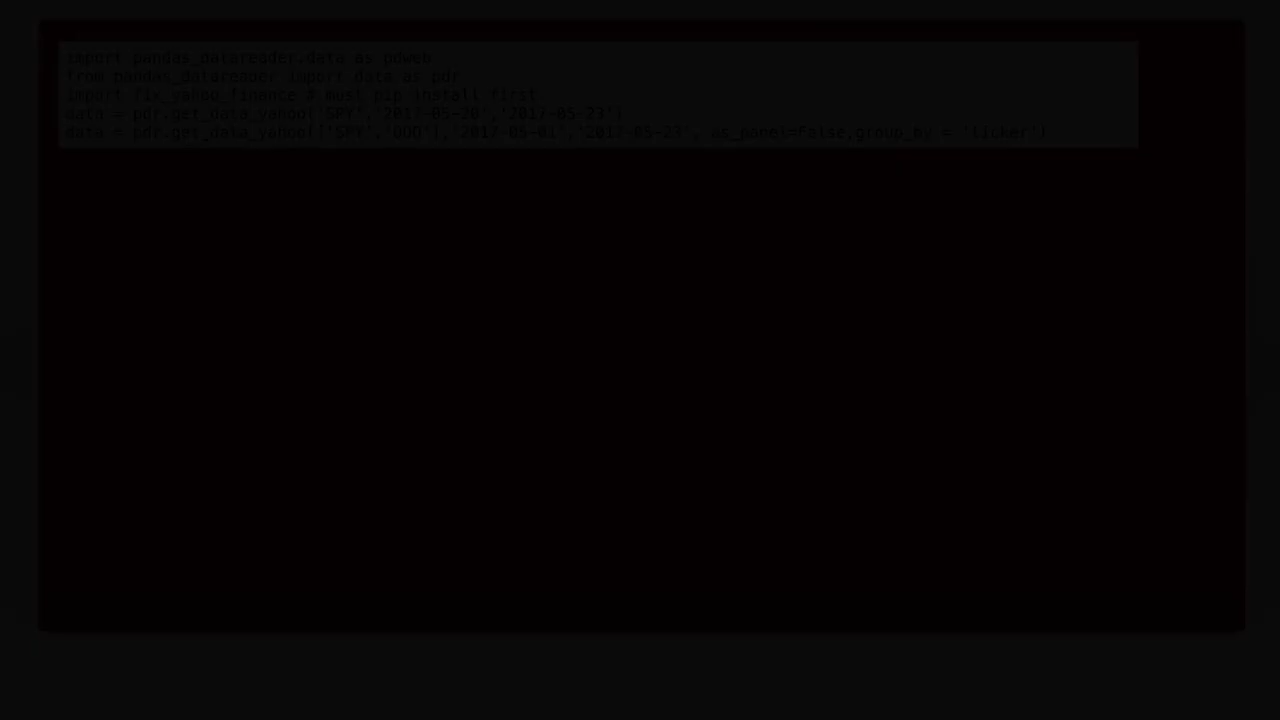 import pandas_datareader.data as pdweb
from pandas_datareader import data as pdr
import fix_yahoo_finance # must pip install first
data = pdr.get_data_yahoo('SPY','2017-05-20','2017-05-23')
data = pdr.get_data_yahoo(['SPY','QQQ'],'2017-05-01','2017-05-23', as_panel=False,group_by = 'ticker')